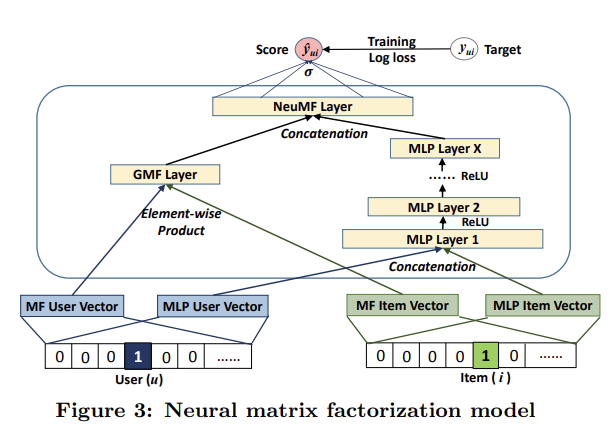 Score ŷui Training yui Target
Log loss
σ
NeuMF Layer
Concatenation
MLP Layer X
GMF Layer
...... ReLU
MLP Layer 2
Element-wise
Product
ReLU
MLP Layer 1
Concatenation
MF User Vector MLP User Vector MF Item Vector MLP Item Vector
0 0 0 1 0 0 ...... 0 0 0 0 1 0 ......
User (u) Item ( i )
Figure 3: Neural matrix factorization model